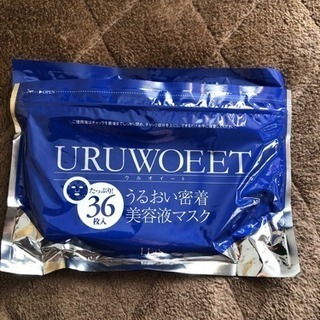 OPEN
URUWOEET
ウルオイート
たっぷり!
36
枚入
うるおい密着
美容液マスク